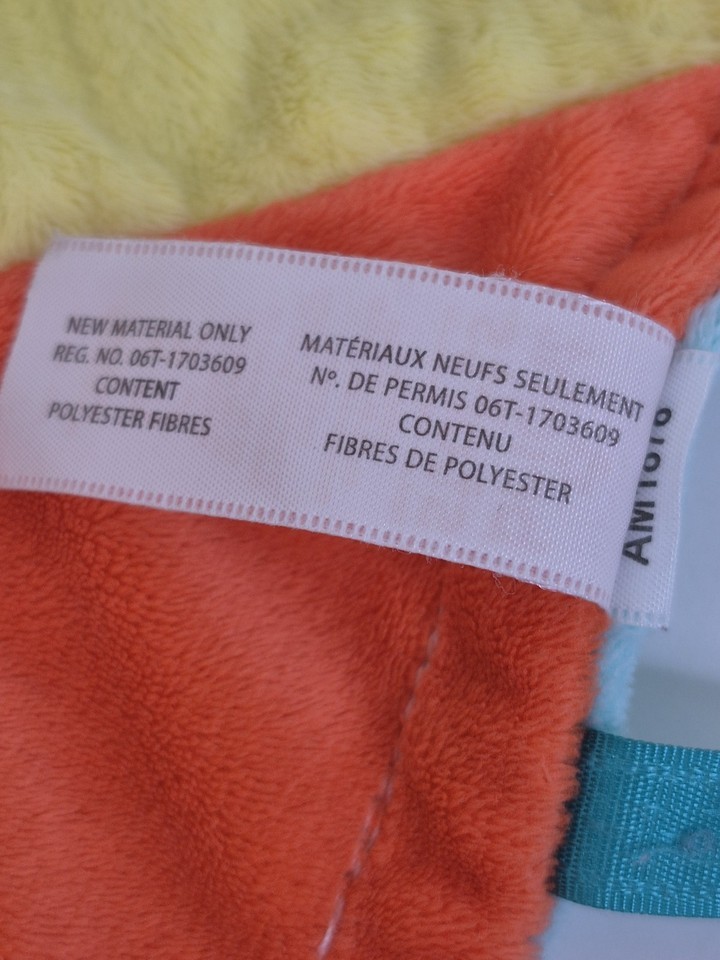 NEW MATERIAL ONLY
REG. NO. 06T-1703609
CONTENT
POLYESTER FIBRES
MATÉRIAUX NEUFS SEULEMENT
Nº. DE PERMIS 06T-1703609
CONTENU
FIBRES DE POLYESTER